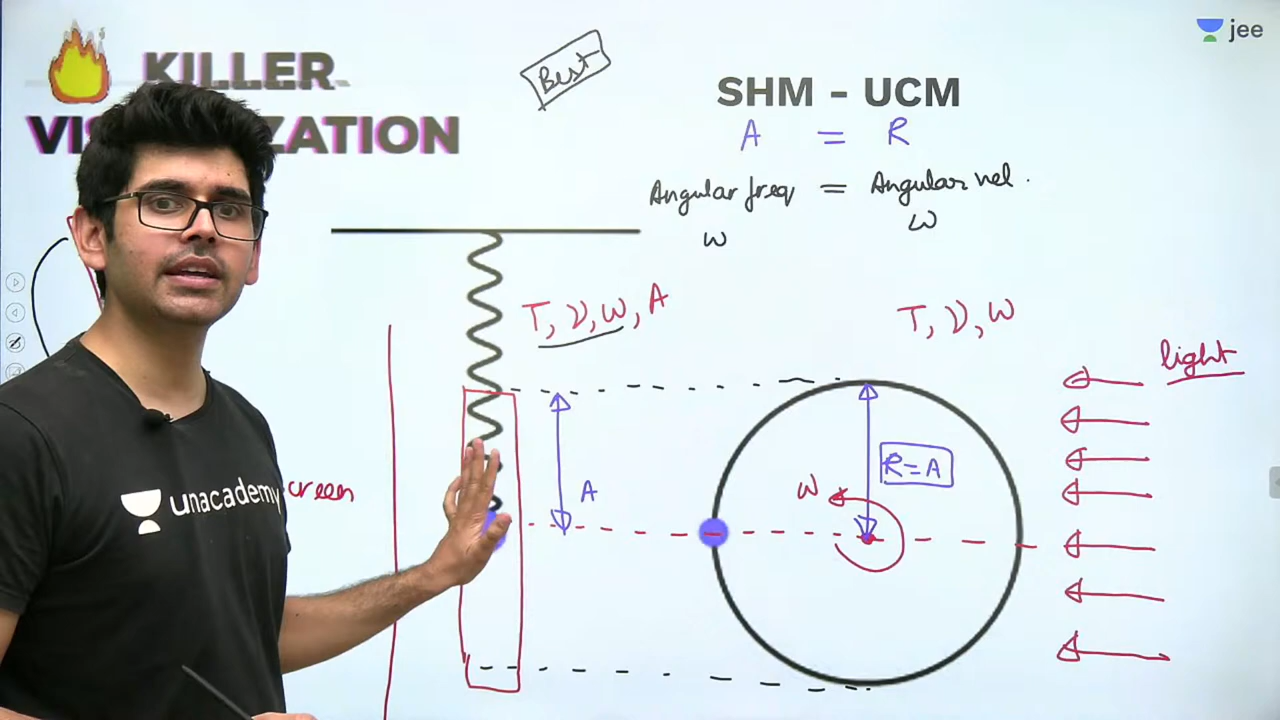 jee
KILLER
Best
VIS ZATION
SHM - UCM
A = R
Angular freq = Angular vel.
ω ω
T, ν, ω, A
T, ν, ω
light
R=A
A
ω
unacademy
creen